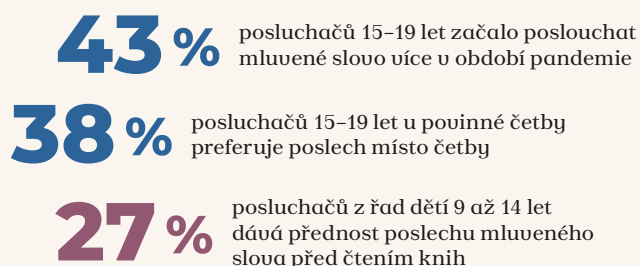 43 %
posluchačů 15–19 let začalo poslouchat
mluvené slovo více v období pandemie
38 %
posluchačů 15–19 let u povinné četby
preferuje poslech místo četby
27 %
posluchačů z řad dětí 9 až 14 let
dává přednost poslechu mluveného
slova před čtením knih